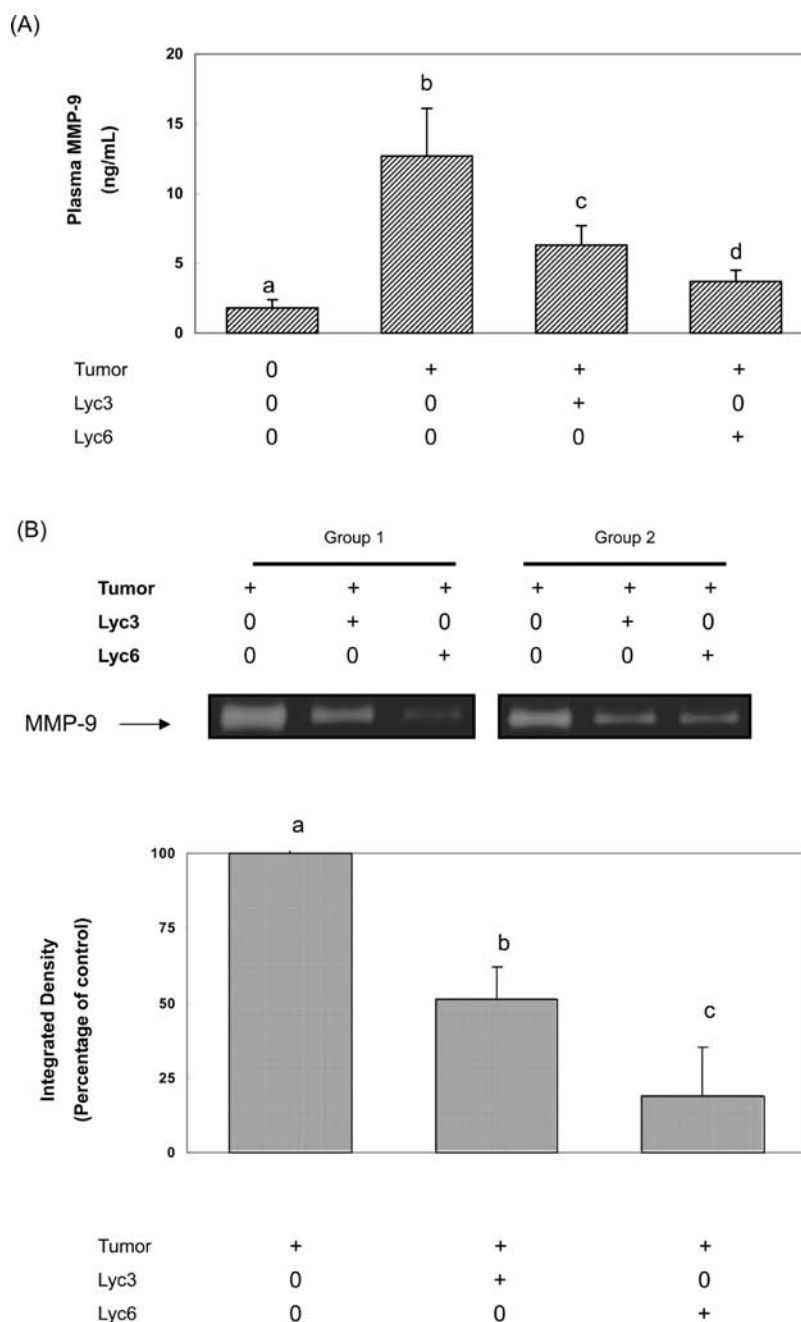 (A)
20
15
10
5
0
Plasma MMP-9
(ng/mL)
a
b
c
d
Tumor 0 + + +
Lyc3 0 0 + 0
Lyc6 0 0 0 +
(B)
Group 1 Group 2
Tumor + + + + + +
Lyc3 0 + 0 0 + 0
Lyc6 0 0 + 0 0 +
MMP-9
100
75
50
25
0
Integrated Density
(Percentage of control)
a
b
c
Tumor + + +
Lyc3 0 + 0
Lyc6 0 0 +